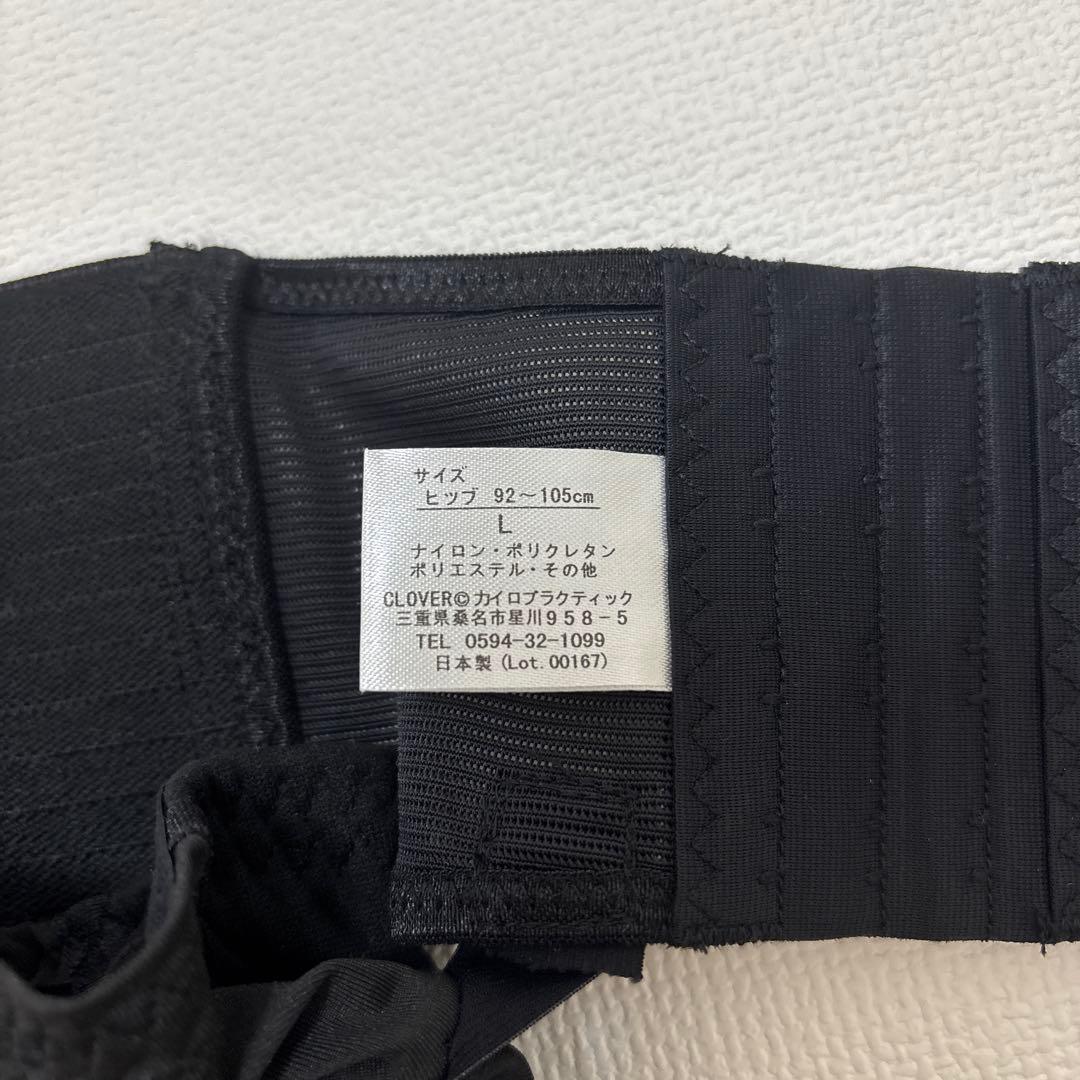 サイズ
ヒップ 92～105cm
L
ナイロン・ポリクレタン
ポリエステル・その他
CLOVER©カイロプラクティック
三重県桑名市星川958-5
TEL 0594-32-1099
日本製 (Lot.00167)